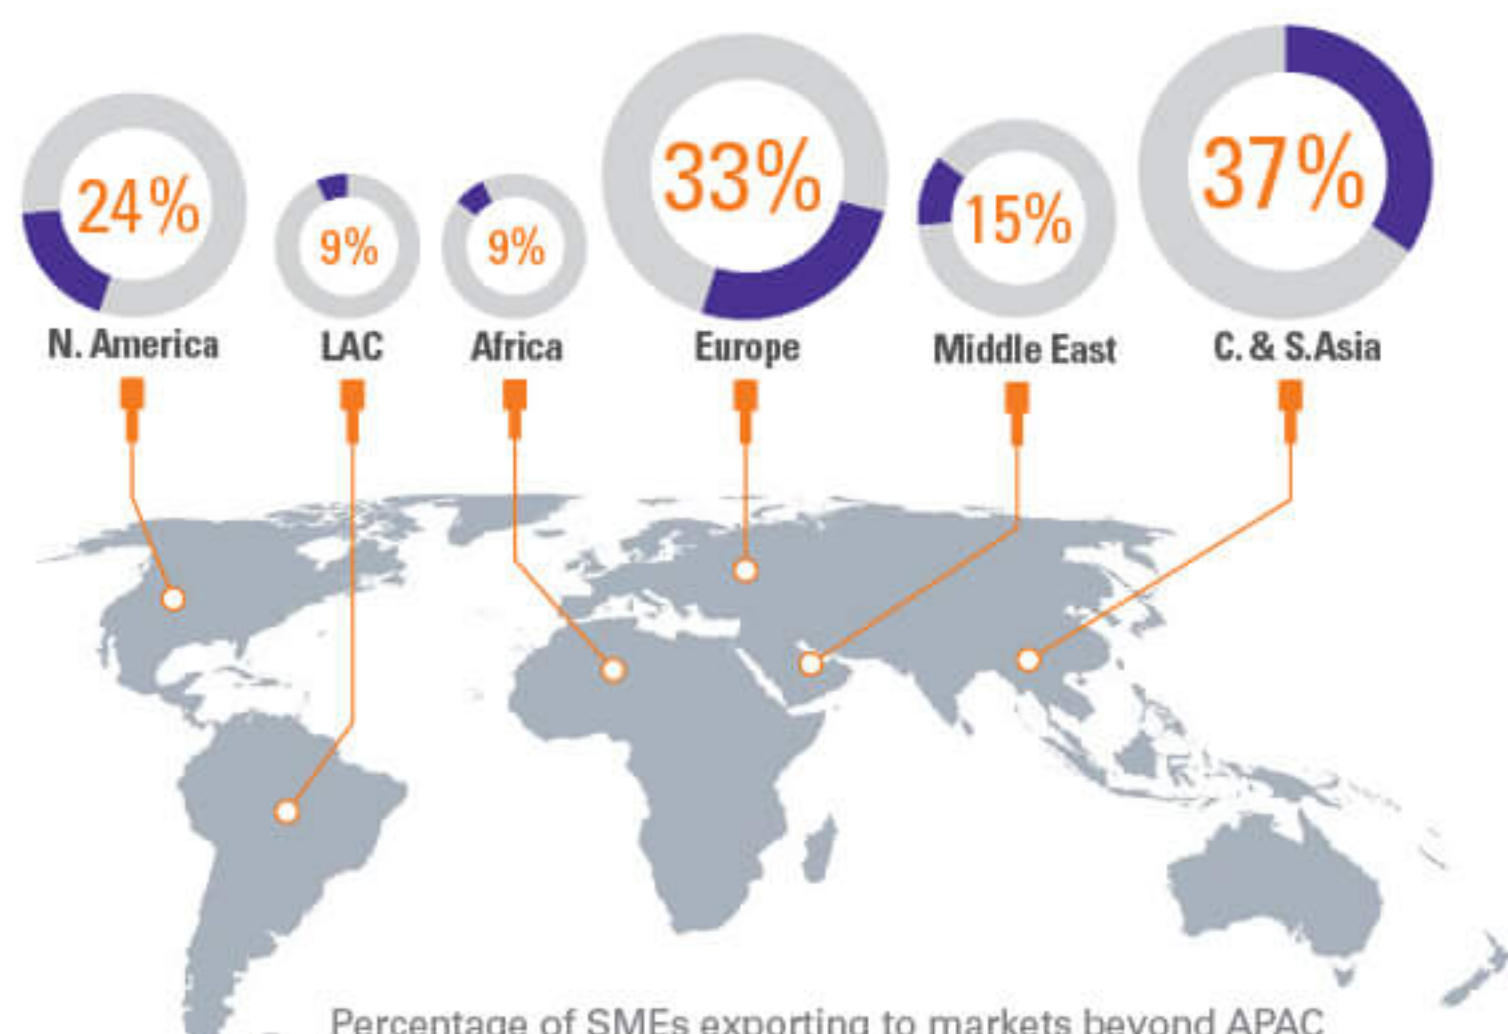 24%
9%
9%
33%
15%
37%
N. America
LAC
Africa
Europe
Middle East
C. & S.Asia
Percentage of SMEs exporting to markets beyond APAC